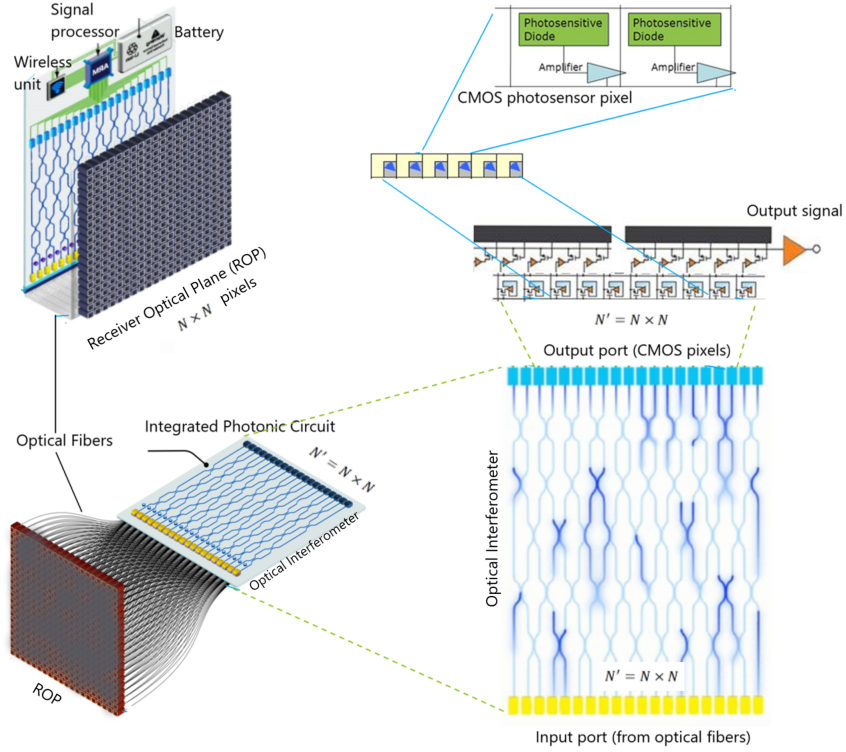 Signal
processor
Battery
Wireless
unit
MRA
Photosensitive
Diode
Photosensitive
Diode
Amplifier
Amplifier
CMOS photosensor pixel
Output signal
Receiver Optical Plane (ROP)
N × N pixels
N′ = N × N
Output port (CMOS pixels)
Optical Fibers
Integrated Photonic Circuit
N′ = N × N
Optical Interferometer
Optical Interferometer
ROP
N′ = N × N
Input port (from optical fibers)